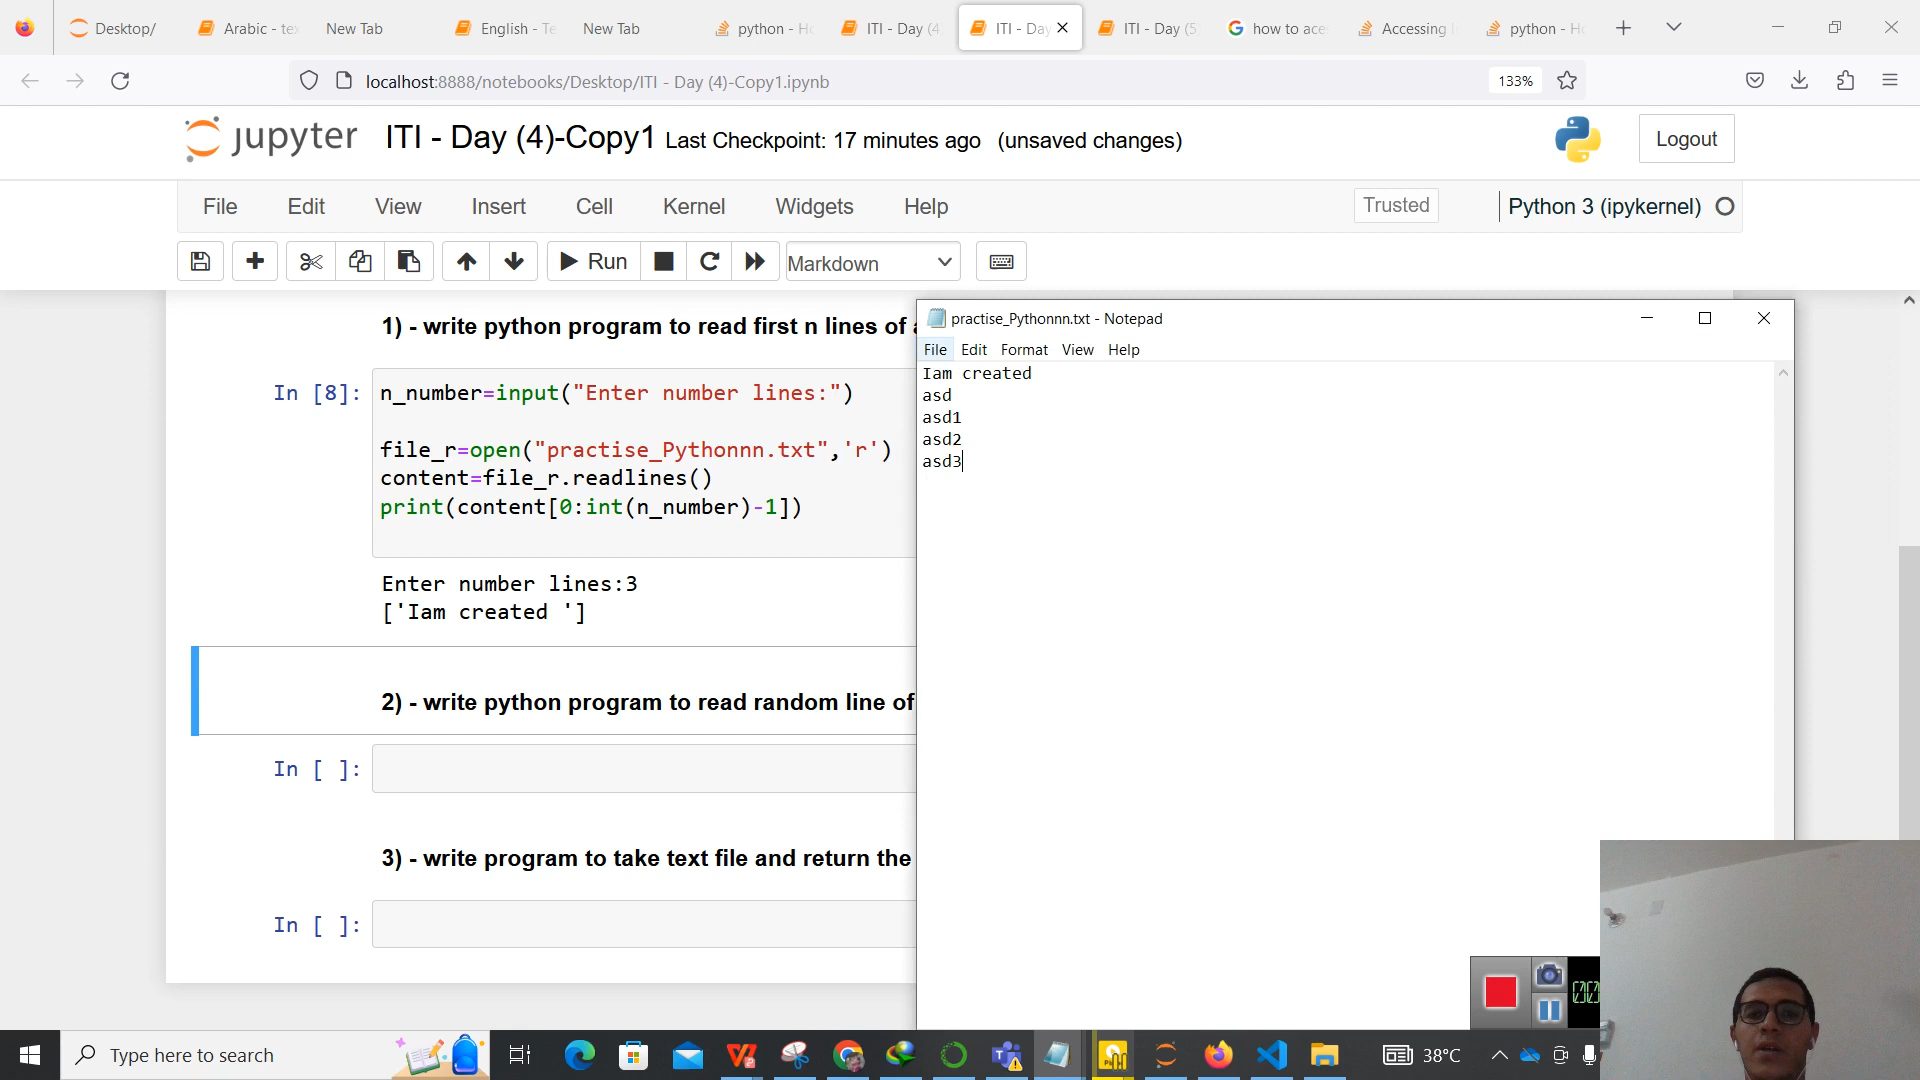 Desktop/
Arabic - te
New Tab
English - Te
New Tab
python - H
ITI - Day (4
ITI - Day
ITI - Day (5
how to ace
Accessing
python - H
localhost:8888/notebooks/Desktop/ITI - Day (4)-Copy1.ipynb
133%
jupyter ITI - Day (4)-Copy1 Last Checkpoint: 17 minutes ago (unsaved changes)
Logout
File Edit View Insert Cell Kernel Widgets Help
Trusted
Python 3 (ipykernel)
Run
Markdown
1) - write python program to read first n lines of
In [8]:
n_number=input("Enter number lines:")
file_r=open("practise_Pythonnn.txt",'r')
content=file_r.readlines()
print(content[0:int(n_number)-1])
Enter number lines:3
['Iam created ']
2) - write python program to read random line of
In [ ]:
3) - write program to take text file and return the
In [ ]:
practise_Pythonnn.txt - Notepad
File Edit Format View Help
Iam created
asd
asd1
asd2
asd3
Type here to search
38°C